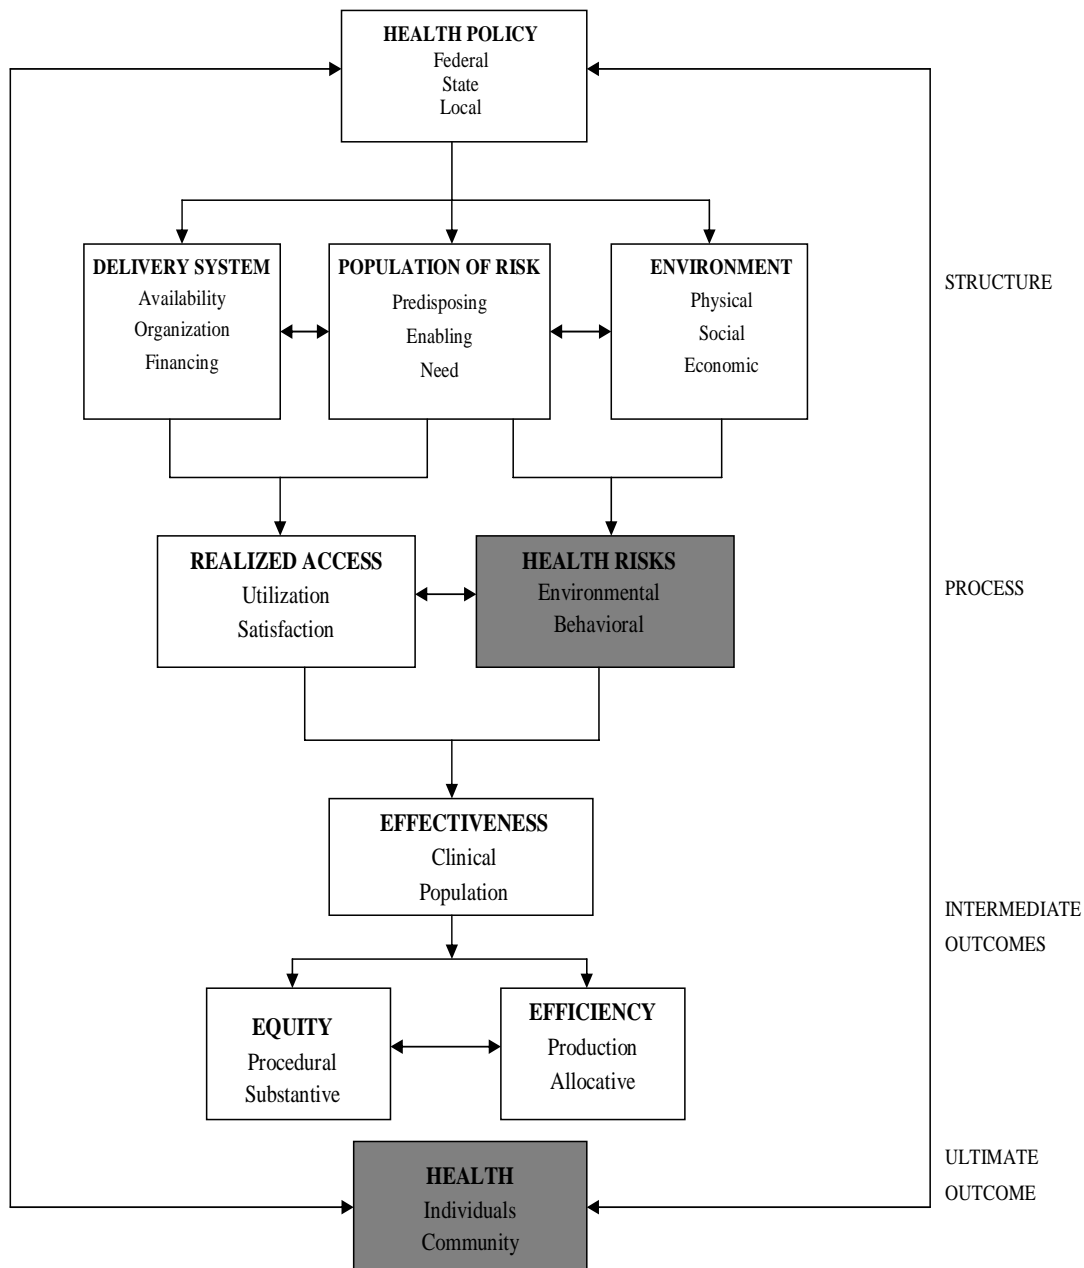 HEALTH POLICY
Federal
State
Local
DELIVERY SYSTEM
Availability
Organization
Financing
POPULATION OF RISK
Predisposing
Enabling
Need
ENVIRONMENT
Physical
Social
Economic
STRUCTURE
REALIZED ACCESS
Utilization
Satisfaction
HEALTH RISKS
Environmental
Behavioral
PROCESS
EFFECTIVENESS
Clinical
Population
INTERMEDIATE
OUTCOMES
EQUITY
Procedural
Substantive
EFFICIENCY
Production
Allocative
HEALTH
Individuals
Community
ULTIMATE
OUTCOME